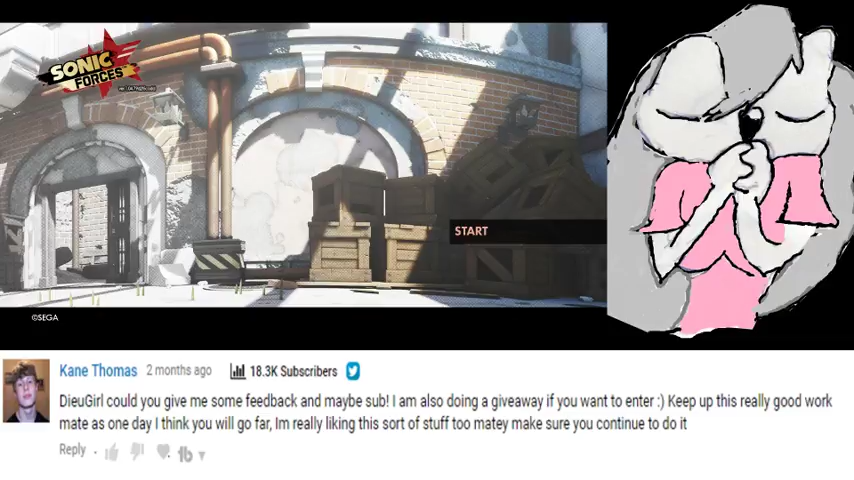 SONIC
FORCES
START
©SEGA
Kane Thomas 2 months ago 18.3K Subscribers
DieuGirl could you give me some feedback and maybe sub! I am also doing a giveaway if you want to enter :) Keep up this really good work
mate as one day I think you will go far, Im really liking this sort of stuff too matey make sure you continue to do it
Reply